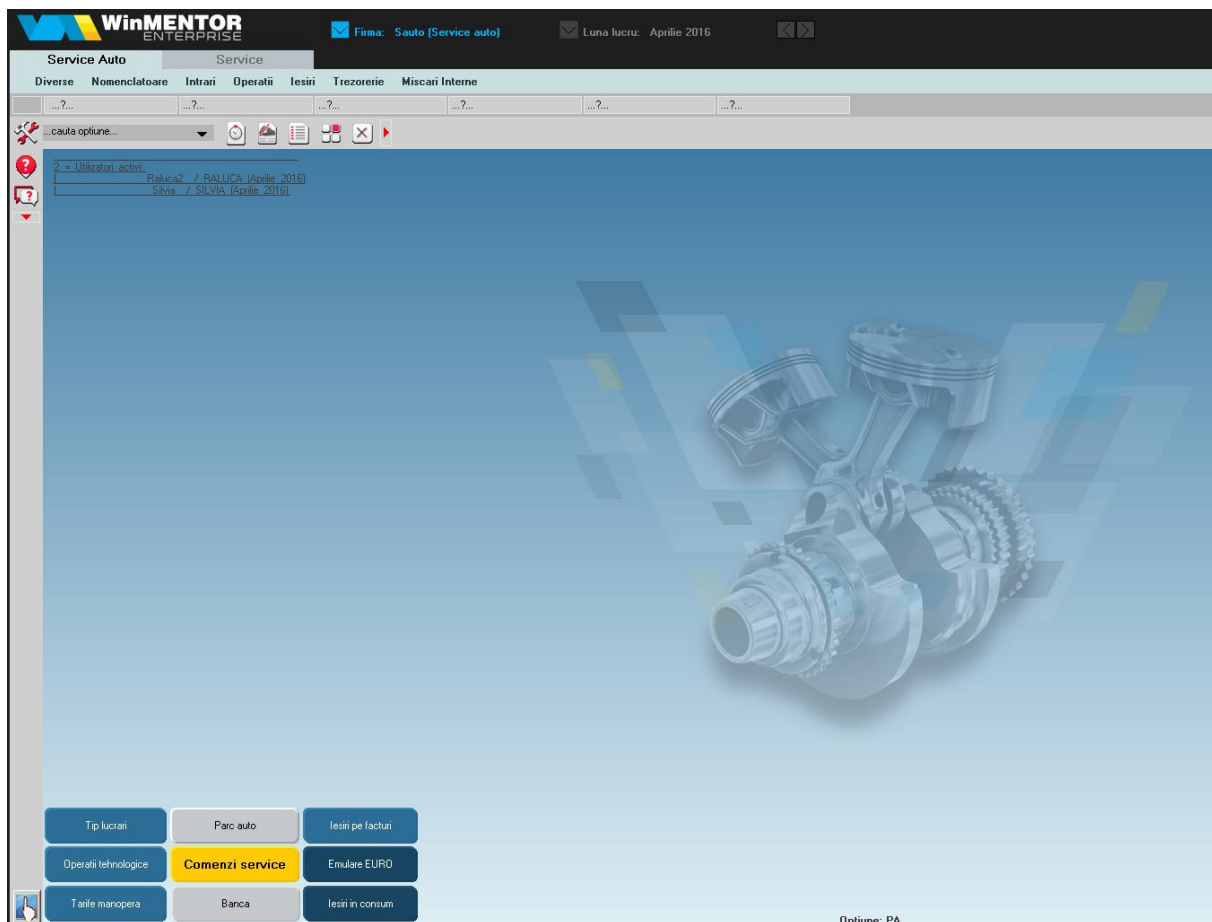 WinMENTOR
ENTERPRISE
Firma: Sauto (Service auto)
Luna lucru: Aprilie 2016
Service Auto Service
Diverse Nomenclatoare Intrari Operatii Iesiri Trezorerie Miscari Interne
...?... ...?... ...?... ...?... ...?... ...?...
...cauta optiune...
2 = Utilizatori activi:
Raluca2 / RALUCA (Aprilie 2016)
Silvia / SILVIA (Aprilie 2016)
Tip lucrari Parc auto Iesiri pe facturi
Operatii tehnologice Comenzi service Emulare EURO
Tarife manopera Banca Iesiri in consum
Optiune: PA